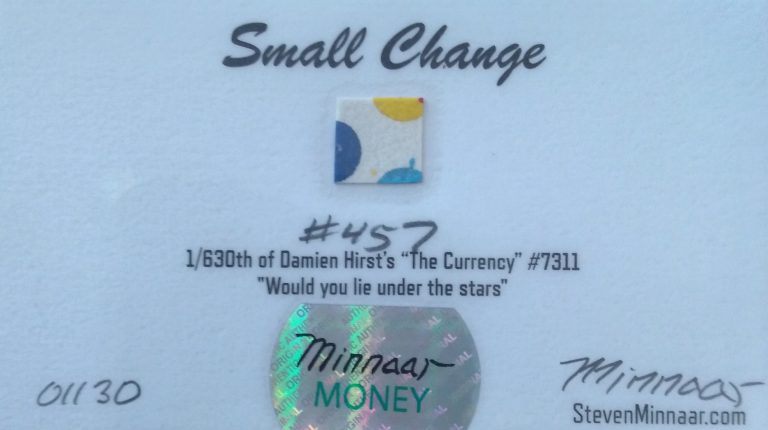 Small Change
#457
1/630th of Damien Hirst's “The Currency” #7311
"Would you lie under the stars"
Minnaar
MONEY
01130
Minnaar
StevenMinnaar.com